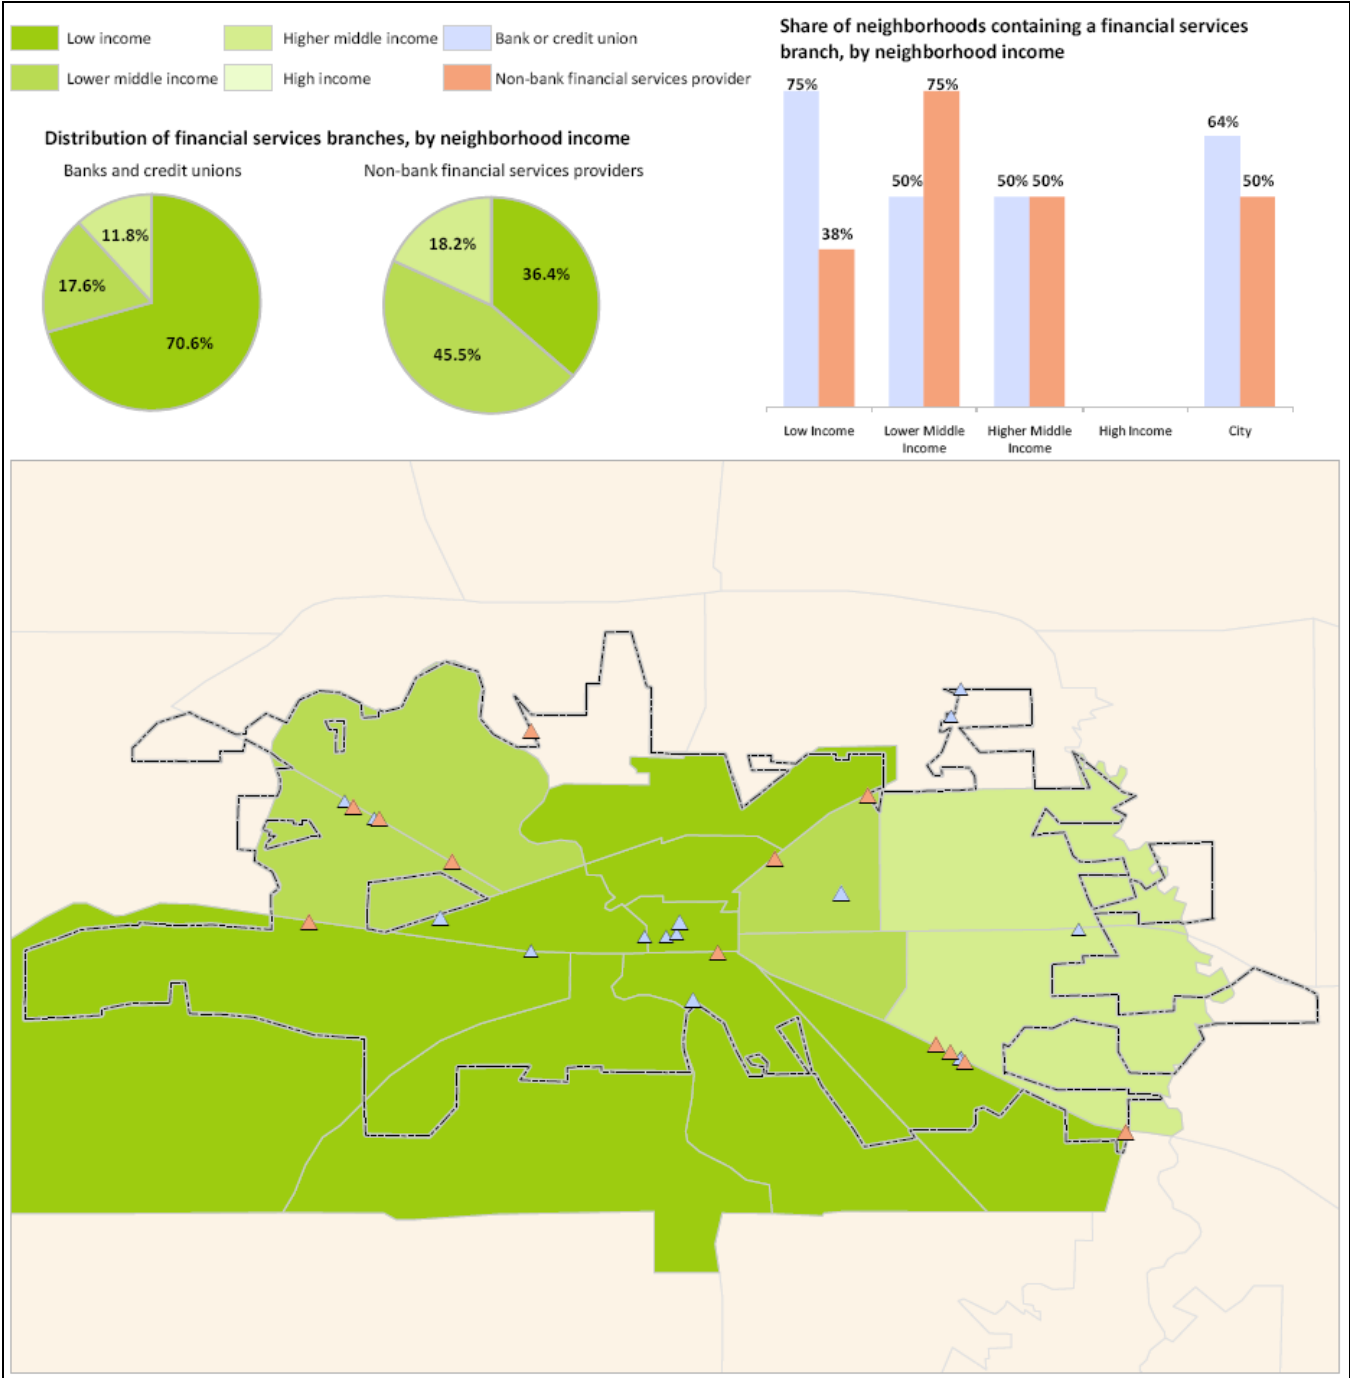 Low income
Higher middle income
Bank or credit union
Lower middle income
High income
Non-bank financial services provider
Distribution of financial services branches, by neighborhood income
Banks and credit unions
11.8%
17.6%
70.6%
Non-bank financial services providers
18.2%
36.4%
45.5%
Share of neighborhoods containing a financial services
branch, by neighborhood income
75%
38%
50%
75%
50% 50%
64%
50%
Low Income
Lower Middle
Income
Higher Middle
Income
High Income
City